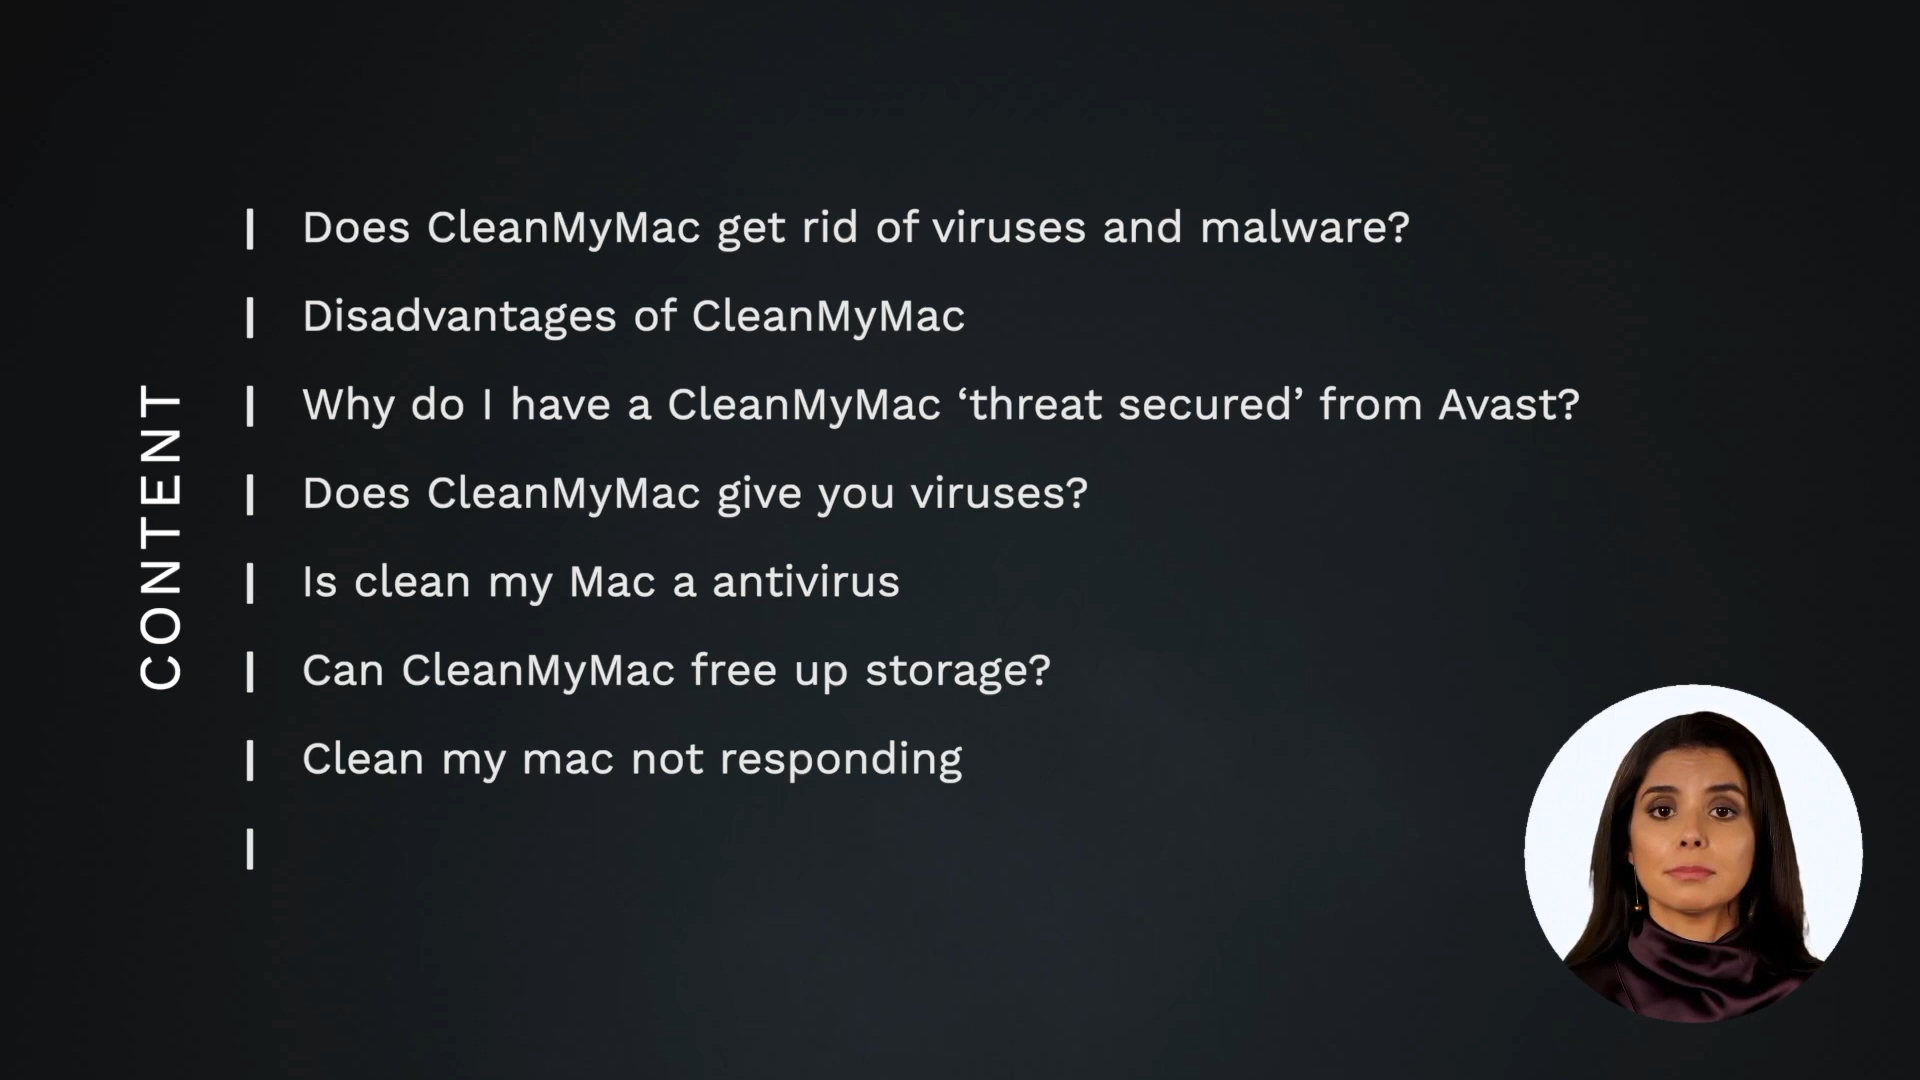 CONTENT
Does CleanMyMac get rid of viruses and malware?
Disadvantages of CleanMyMac
Why do I have a CleanMyMac ‘threat secured’ from Avast?
Does CleanMyMac give you viruses?
Is clean my Mac a antivirus
Can CleanMyMac free up storage?
Clean my mac not responding